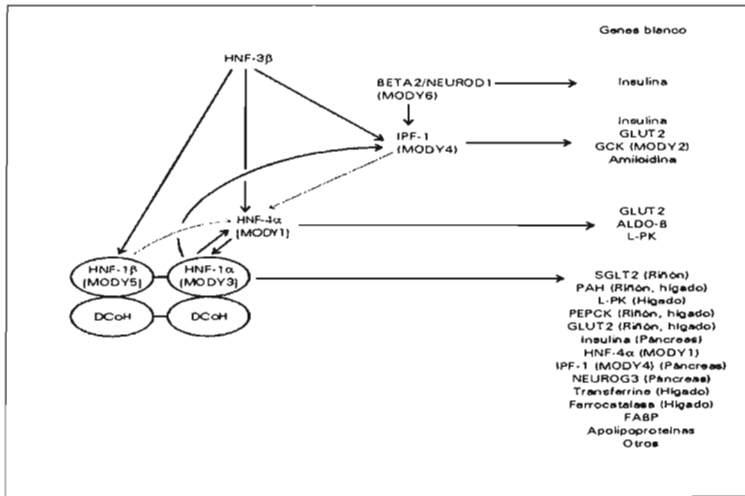 Genes blanco
HNF-3β
BETA2/NEUROD1
(MODY6)
Insulina
IPF-1
(MODY4)
Insulina
GLUT2
GCK (MODY2)
Amiloidina
HNF-4α
(MODY1)
GLUT2
ALDO-B
L-PK
HNF-1β
(MODY5)
HNF-1α
(MODY3)
DCoH
DCoH
SGLT2 (Riñón)
PAH (Riñón, hígado)
L-PK (Hígado)
PEPCK (Riñón, hígado)
GLUT2 (Riñón, hígado)
Insulina (Páncreas)
HNF-4α (MODY1)
IPF-1 (MODY4) (Páncreas)
NEUROG3 (Páncreas)
Transferrine (Hígado)
Ferrocatalasa (Hígado)
FABP
Apolipoproteínas
Otros